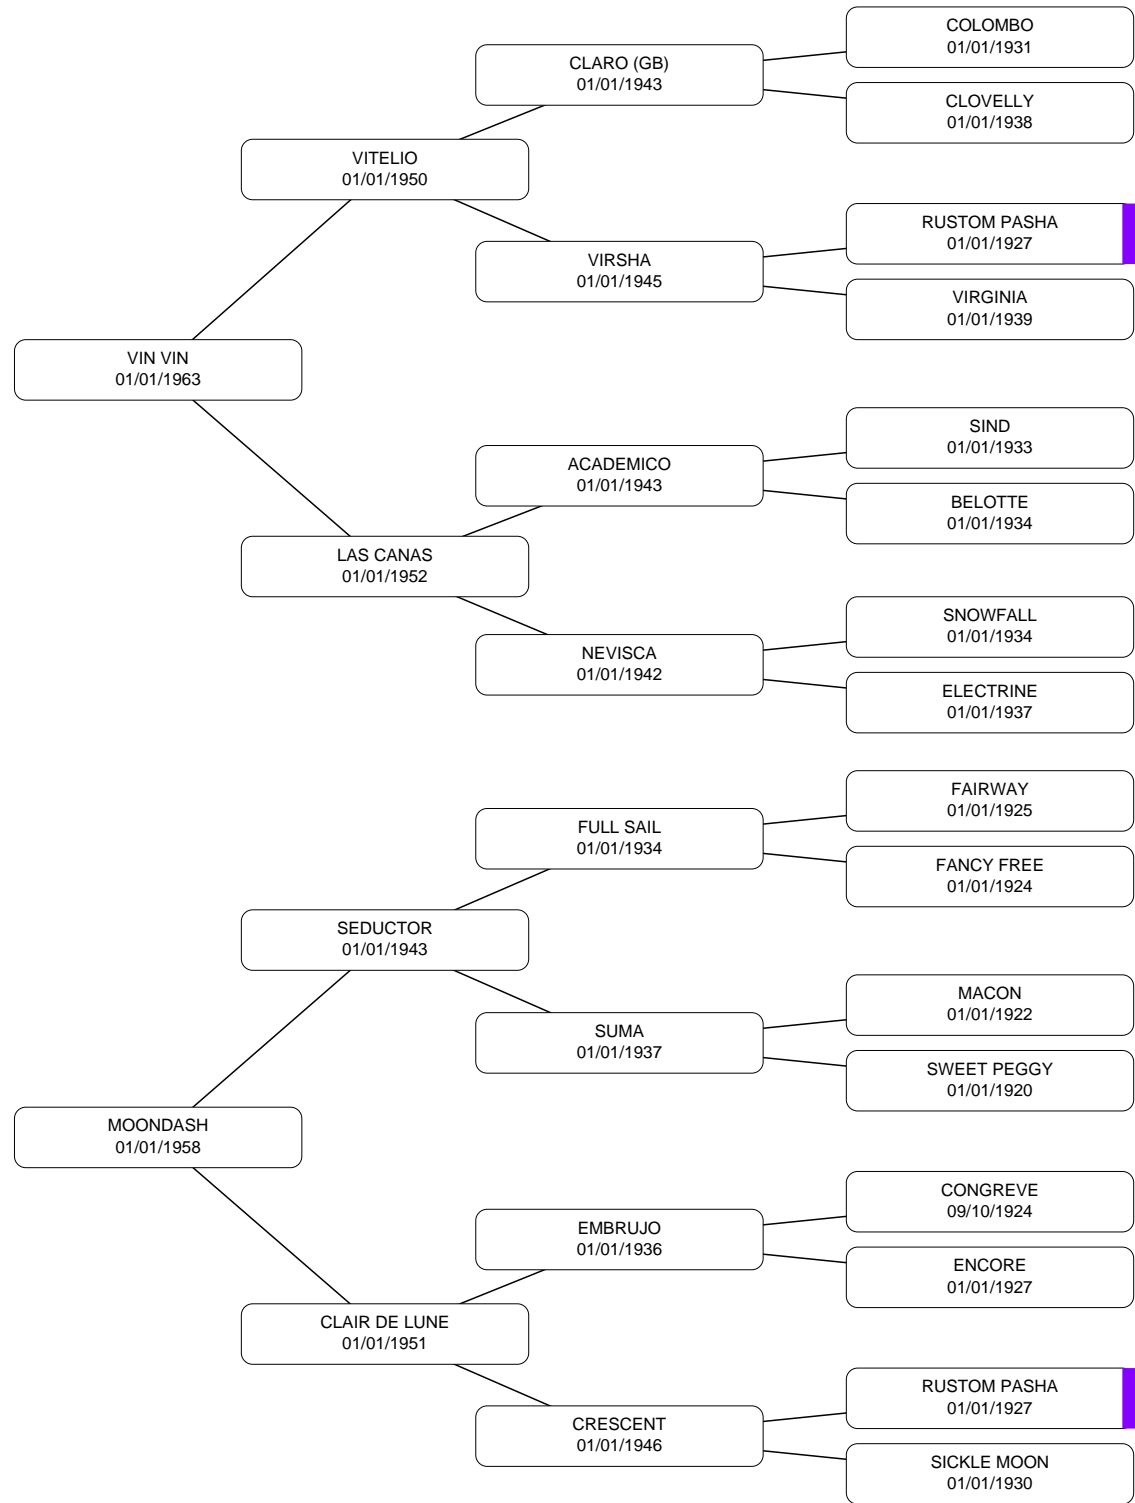 COLOMBO
01/01/1931
CLARO (GB)
01/01/1943
CLOVELLY
01/01/1938
VITELIO
01/01/1950
RUSTOM PASHA
01/01/1927
VIRSHA
01/01/1945
VIRGINIA
01/01/1939
VIN VIN
01/01/1963
SIND
01/01/1933
ACADEMICO
01/01/1943
BELOTTE
01/01/1934
LAS CANAS
01/01/1952
SNOWFALL
01/01/1934
NEVISCA
01/01/1942
ELECTRINE
01/01/1937
FAIRWAY
01/01/1925
FULL SAIL
01/01/1934
FANCY FREE
01/01/1924
SEDUCTOR
01/01/1943
MACON
01/01/1922
SUMA
01/01/1937
SWEET PEGGY
01/01/1920
MOONDASH
01/01/1958
CONGREVE
09/10/1924
EMBRUJO
01/01/1936
ENCORE
01/01/1927
CLAIR DE LUNE
01/01/1951
RUSTOM PASHA
01/01/1927
CRESCENT
01/01/1946
SICKLE MOON
01/01/1930